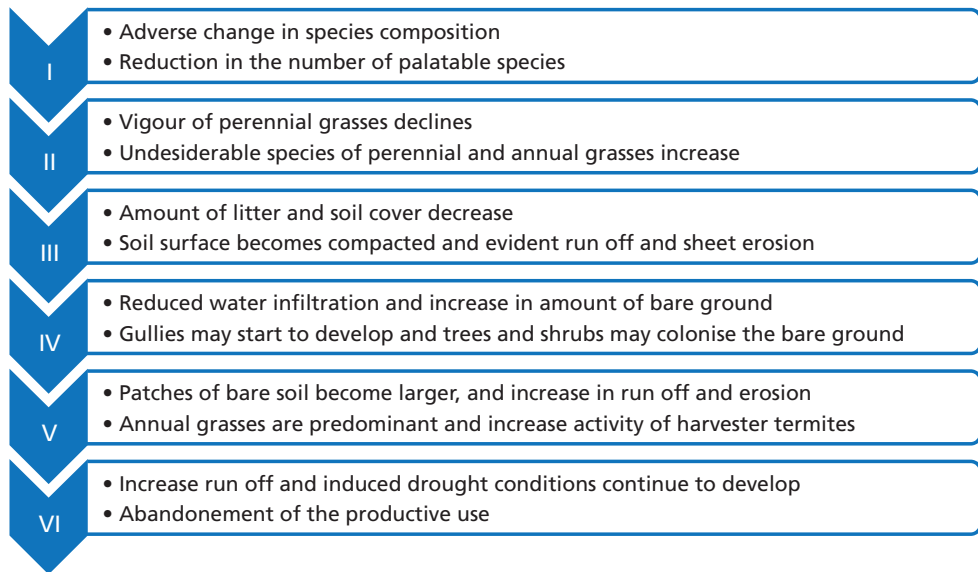 I
• Adverse change in species composition
• Reduction in the number of palatable species
II
• Vigour of perennial grasses declines
• Undesiderable species of perennial and annual grasses increase
III
• Amount of litter and soil cover decrease
• Soil surface becomes compacted and evident run off and sheet erosion
IV
• Reduced water infiltration and increase in amount of bare ground
• Gullies may start to develop and trees and shrubs may colonise the bare ground
V
• Patches of bare soil become larger, and increase in run off and erosion
• Annual grasses are predominant and increase activity of harvester termites
VI
• Increase run off and induced drought conditions continue to develop
• Abandonement of the productive use